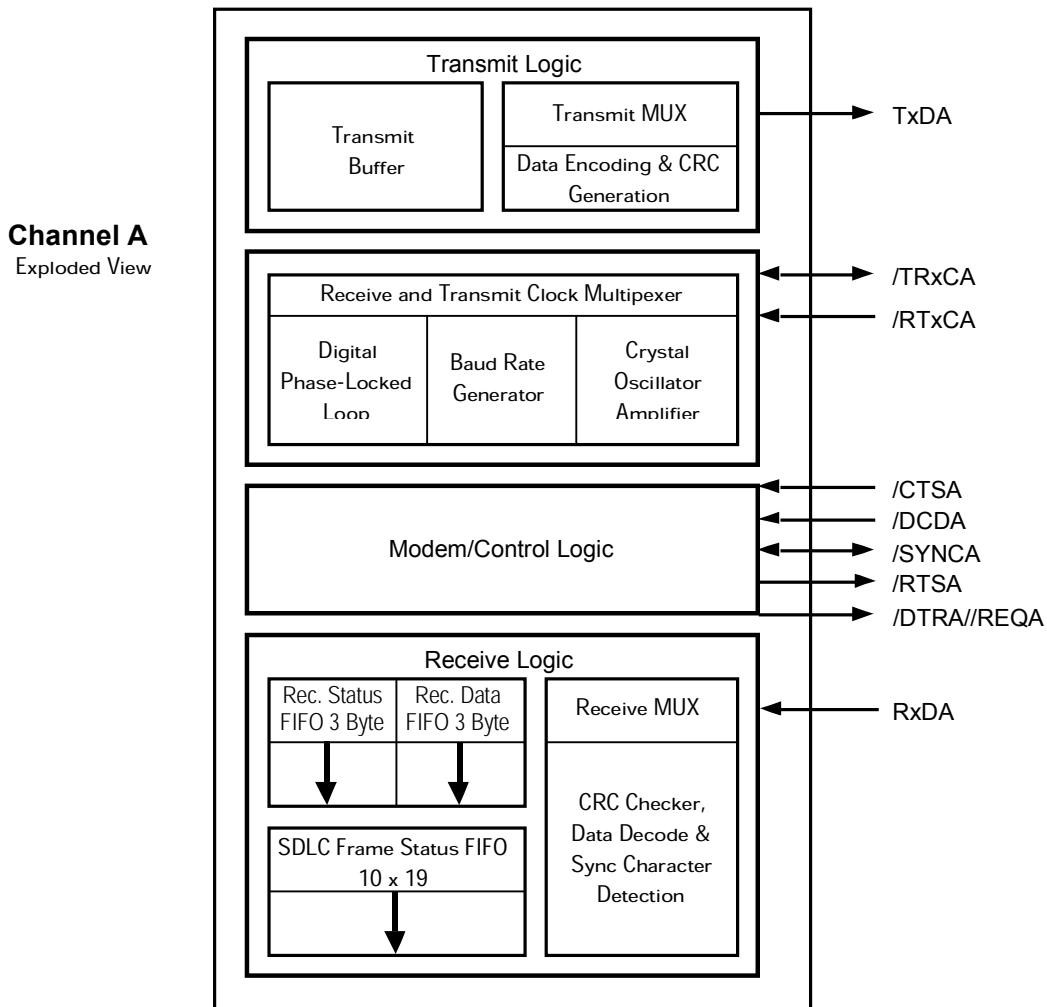 Transmit Logic
Transmit
Buffer
Transmit MUX
Data Encoding & CRC
Generation
TxDA
Channel A
Exploded View
Receive and Transmit Clock Multipexer
Digital
Phase-Locked
Loop
Baud Rate
Generator
Crystal
Oscillator
Amplifier
/TRxCA
/RTxCA
Modem/Control Logic
/CTSA
/DCDA
/SYNCA
/RTSA
/DTRA//REQA
Receive Logic
Rec. Status
FIFO 3 Byte
Rec. Data
FIFO 3 Byte
SDLC Frame Status FIFO
10 x 19
Receive MUX
CRC Checker,
Data Decode &
Sync Character
Detection
RxDA